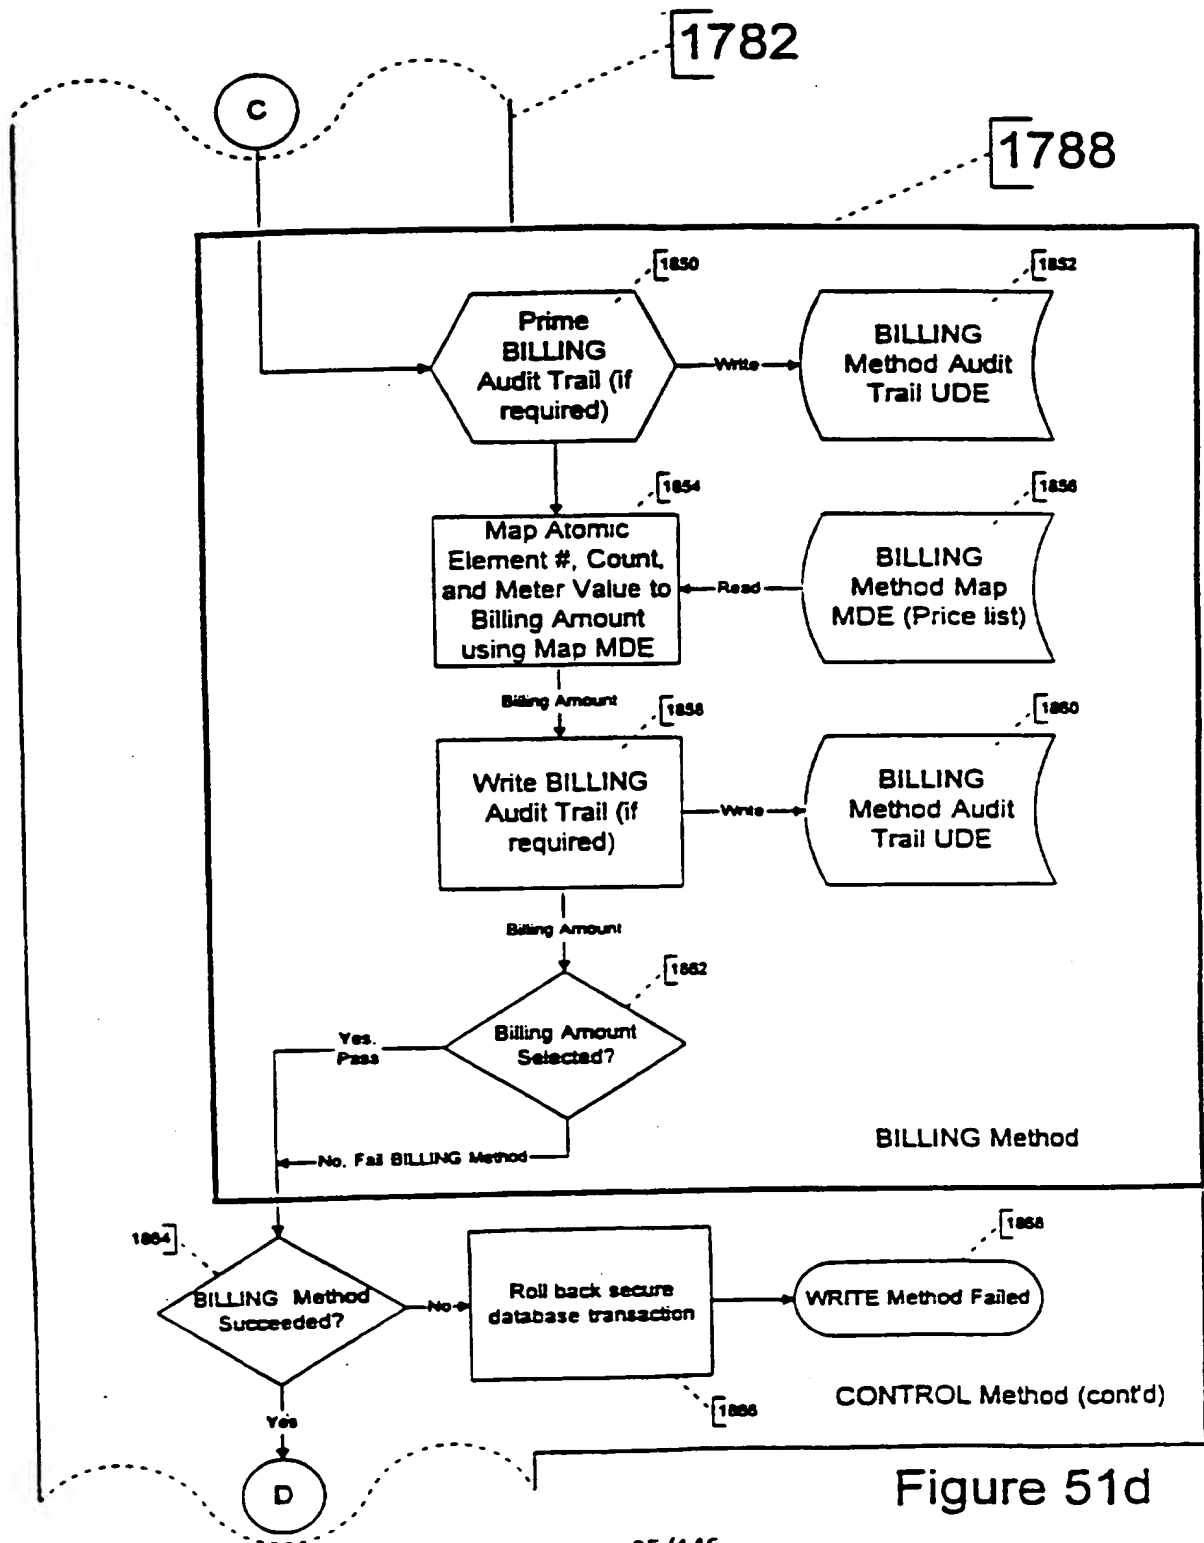 1782
C
1788
1850
1852
Prime
BILLING
Audit Trail (if
required)
Write
BILLING
Method Audit
Trail UDE
1854
1856
Map Atomic
Element #, Count,
and Meter Value to
Billing Amount
using Map MDE
Read
BILLING
Method Map
MDE (Price list)
Billing Amount
1858
1860
Write BILLING
Audit Trail (if
required)
Write
BILLING
Method Audit
Trail UDE
Billing Amount
1862
Billing Amount
Selected?
Yes.
Pass
No. Fail BILLING Method
BILLING Method
1864
1868
BILLING Method
Succeeded?
No
Roll back secure
database transaction
WRITE Method Failed
1866
CONTROL Method (cont'd)
Yes
D
Figure 51d